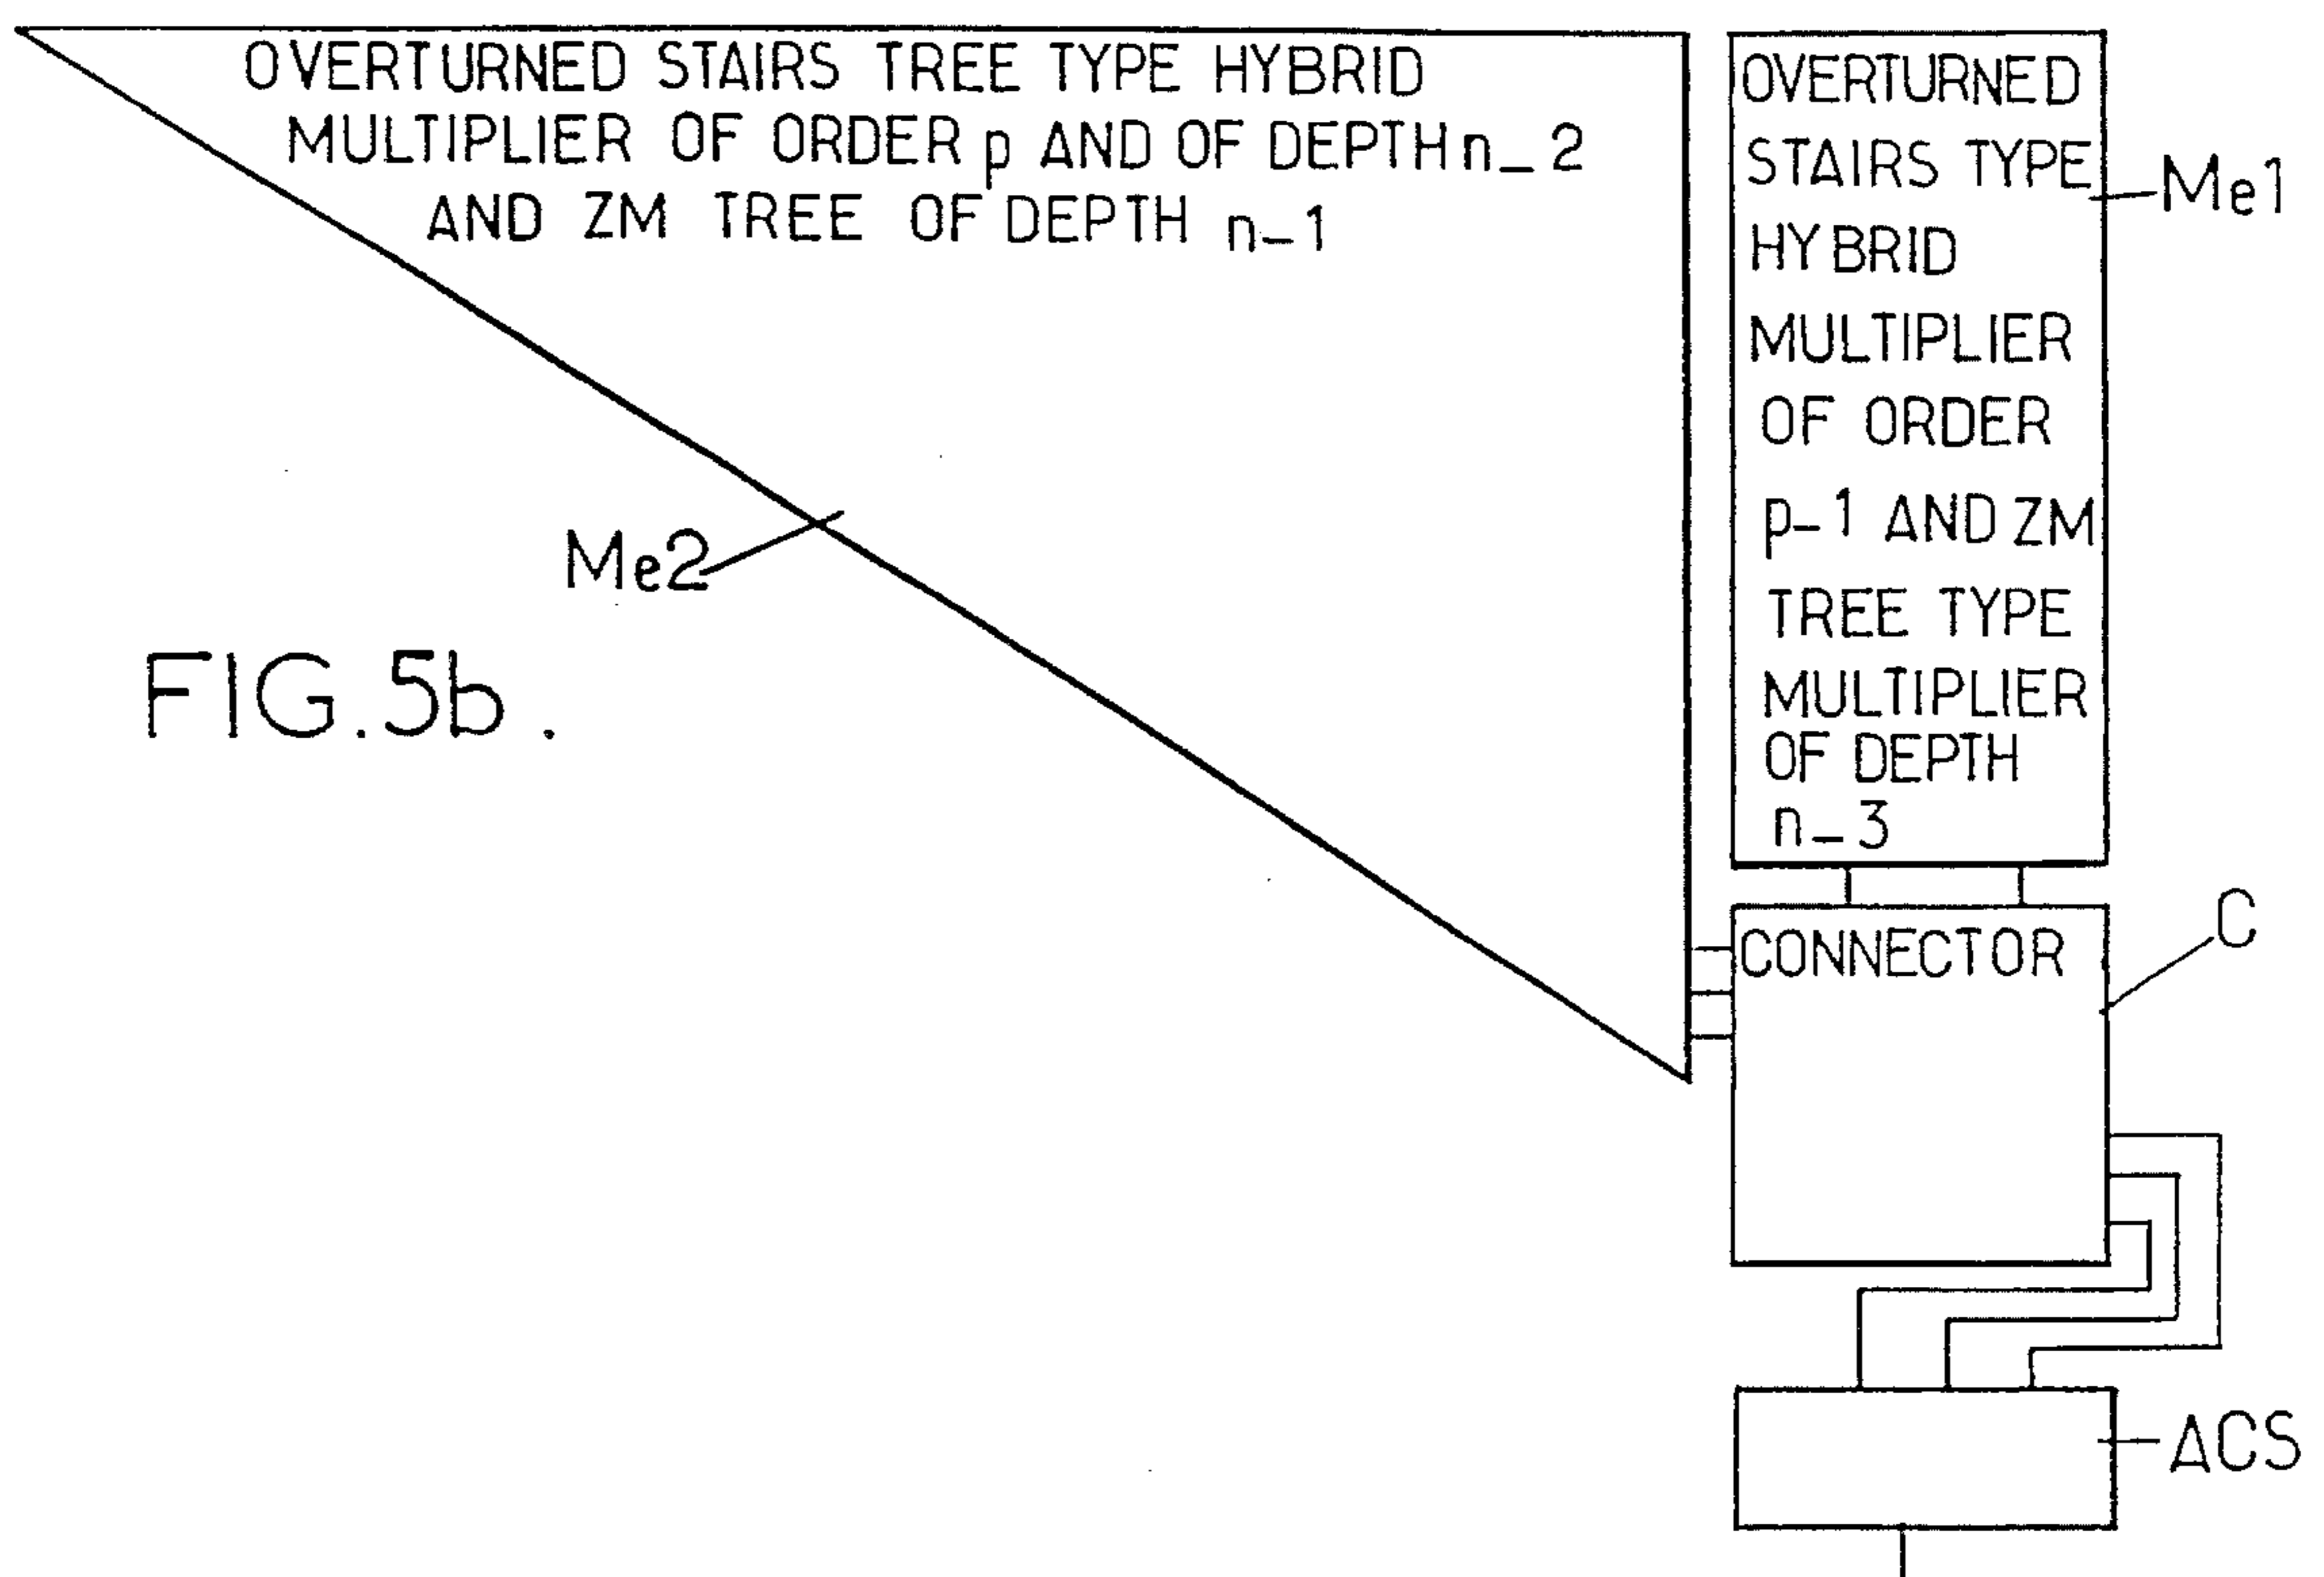 OVERTURNED STAIRS TREE TYPE HYBRID
MULTIPLIER OF ORDER p AND OF DEPTH n_2
AND ZM TREE OF DEPTH n_1
OVERTURNED
STAIRS TYPE
HYBRID
MULTIPLIER
OF ORDER
p_1 AND ZM
TREE TYPE
MULTIPLIER
OF DEPTH
n_3
Me1
Me2
FIG.5b.
CONNECTOR
C
ACS